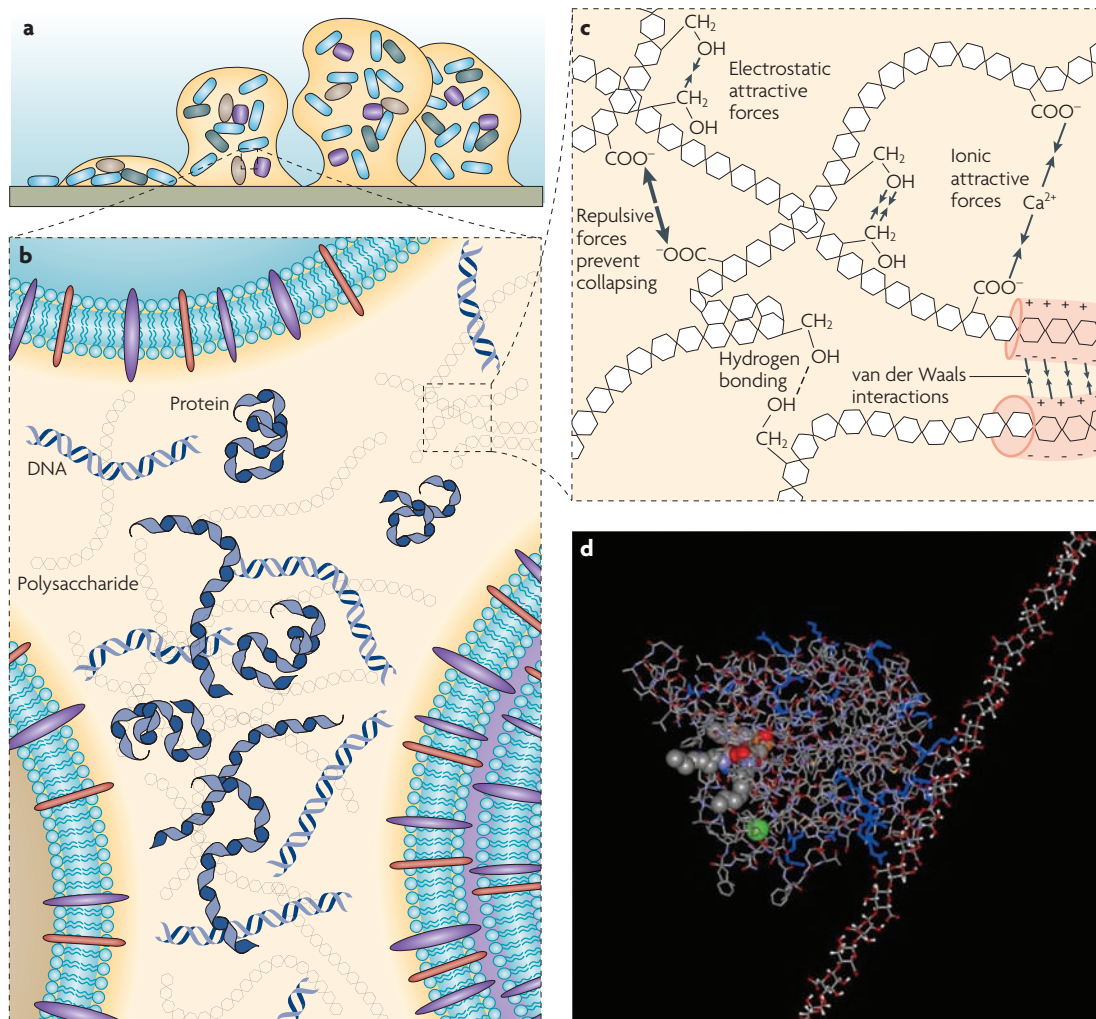 a
b
Protein
DNA
Polysaccharide
c
CH₂
OH
Electrostatic
attractive
forces
CH₂
OH
COO⁻
Repulsive
forces
prevent
collapsing
⁻OOC
CH₂
OH
CH₂
OH
Ionic
attractive
forces
COO⁻
Ca²⁺
COO⁻
+ + + +
- - - -
van der Waals
interactions
+ + + +
- - - -
CH₂
OH
Hydrogen
bonding
OH
CH₂
d